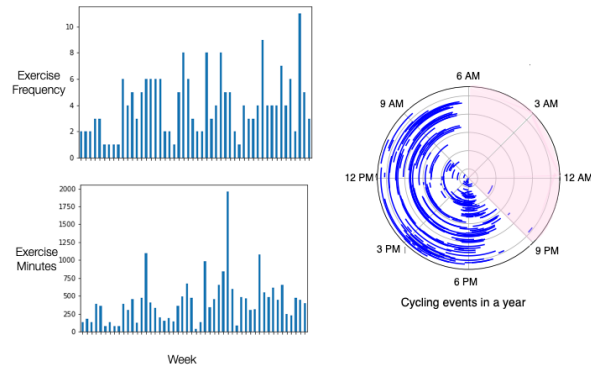 10
8
6
4
2
0
Exercise
Frequency
2000
1750
1500
1250
1000
750
500
250
0
Exercise
Minutes
Week
6 AM
9 AM
3 AM
12 PM
12 AM
3 PM
9 PM
6 PM
Cycling events in a year